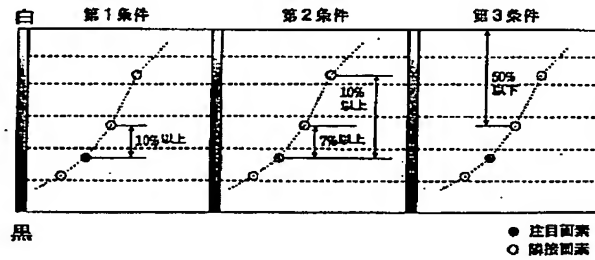 白 第1条件 第2条件 第3条件
10%以上
10%
以上
7%以上
50%
以下
黒
● 注目画素
○ 隣接画素